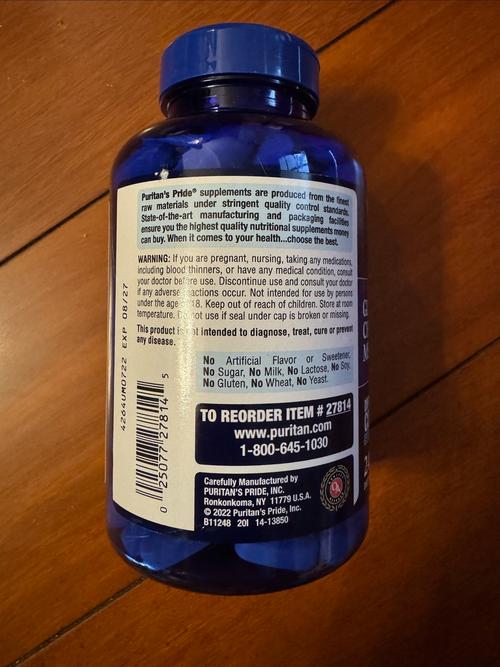 Puritan's Pride® supplements are produced from the finest
raw materials under stringent quality control standards.
State-of-the-art manufacturing and packaging facilities
ensure you the highest quality nutritional supplements money
can buy. When it comes to your health...choose the best.
WARNING: If you are pregnant, nursing, taking any medications,
including blood thinners, or have any medical condition, consult
your doctor before use. Discontinue use and consult your doctor
if any adverse reactions occur. Not intended for use by persons
under the age 18. Keep out of reach of children. Store at room
temperature. Do not use if seal under cap is broken or missing.
This product is not intended to diagnose, treat, cure or prevent
any disease.
No Artificial Flavor or Sweetener,
No Sugar, No Milk, No Lactose, No Soy,
No Gluten, No Wheat, No Yeast.
TO REORDER ITEM # 27814
www.puritan.com
1-800-645-1030
Carefully Manufactured by
PURITAN'S PRIDE, INC.
Ronkonkoma, NY 11779 U.S.A.
© 2022 Puritan's Pride, Inc.
B11248 20I 14-13850
4264UMO722 EXP 08/27
0 25077 27814 5